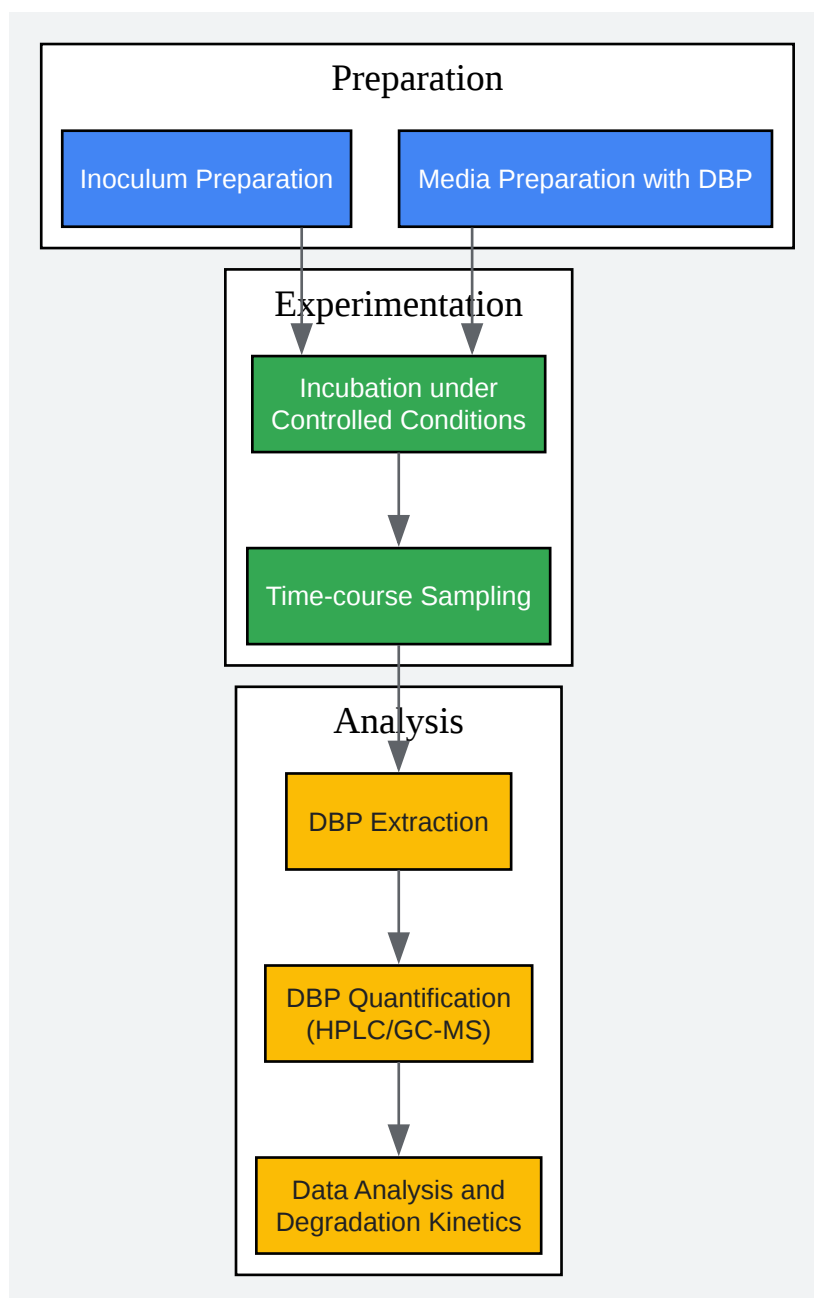 Preparation
Inoculum Preparation
Media Preparation with DBP
Experimentation
Incubation under
Controlled Conditions
Time-course Sampling
Analysis
DBP Extraction
DBP Quantification
(HPLC/GC-MS)
Data Analysis and
Degradation Kinetics